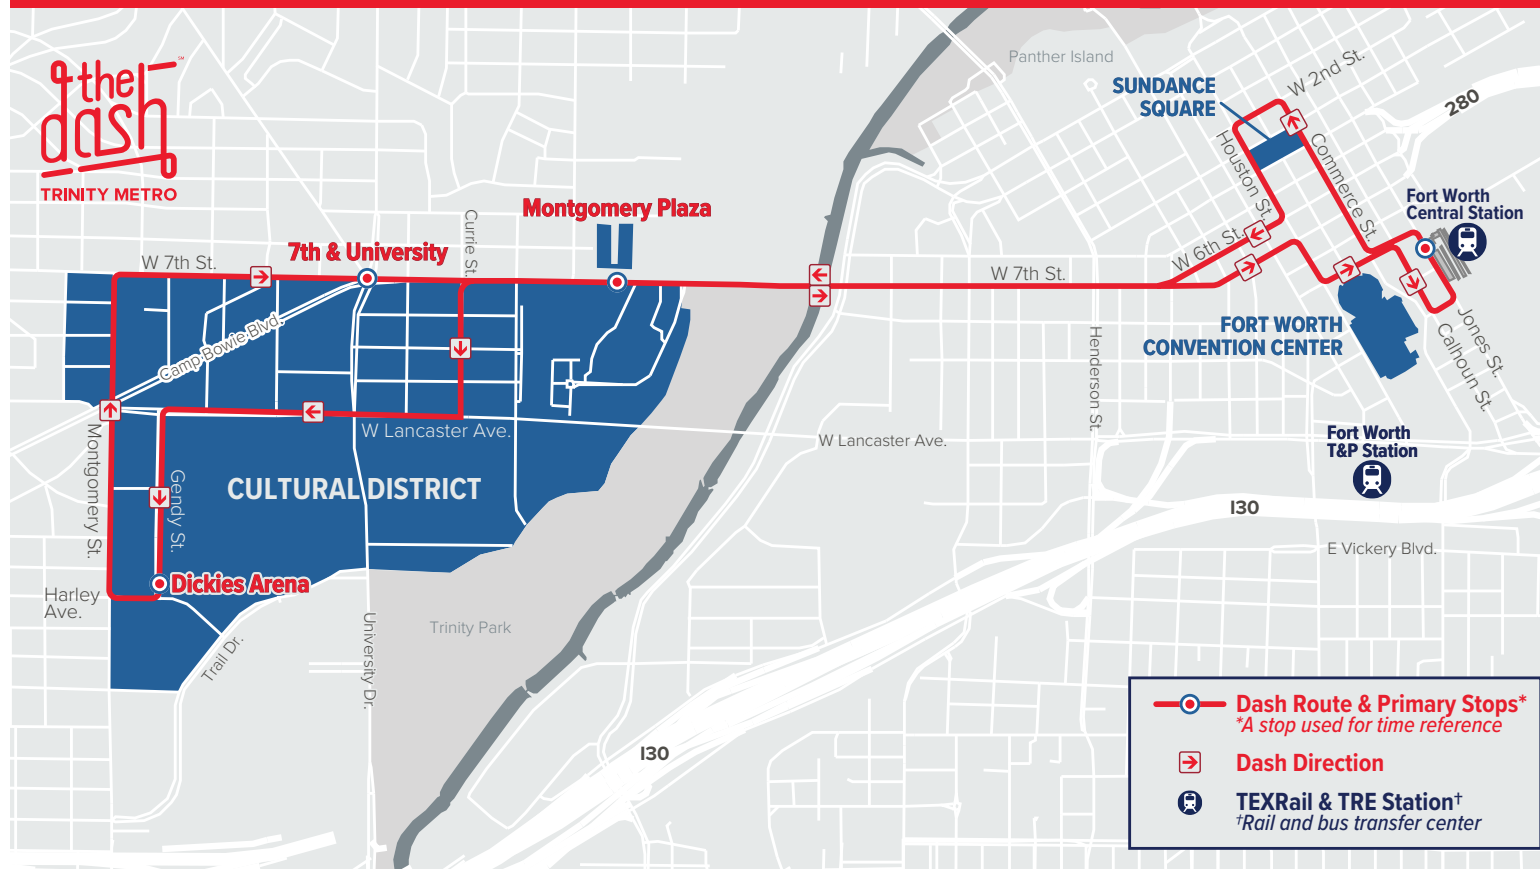 the
dash
SM
TRINITY METRO
Panther Island
W 2nd St.
280
SUNDANCE
SQUARE
Houston St.
Commerce St.
Fort Worth
Central Station
Montgomery Plaza
Currie St.
7th & University
W 7th St.
W 7th St.
W 6th St.
Camp Bowie Blvd.
FORT WORTH
CONVENTION CENTER
Jones St.
Calhoun St.
Henderson St.
W Lancaster Ave.
W Lancaster Ave.
Montgomery St.
Gendy St.
CULTURAL DISTRICT
Fort Worth
T&P Station
I30
E Vickery Blvd.
Dickies Arena
Harley
Ave.
Trail Dr.
University Dr.
Trinity Park
I30
Dash Route & Primary Stops*
*A stop used for time reference
Dash Direction
TEXRail & TRE Station†
†Rail and bus transfer center